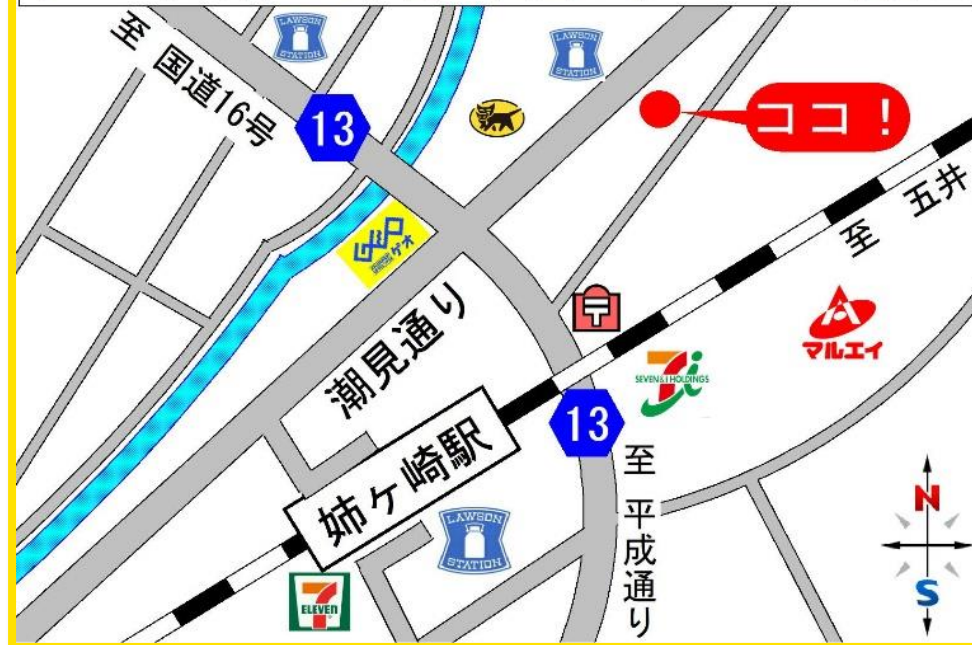 至 国道16号
13
LAWSON
STATION
LAWSON
STATION
ココ！
至 五井
GEO
ゲオ
潮見通り
〒
SEVEN & I HOLDINGS
マルエイ
13
姉ヶ崎駅
至 平成通り
LAWSON
STATION
7
ELEVEN
N
S